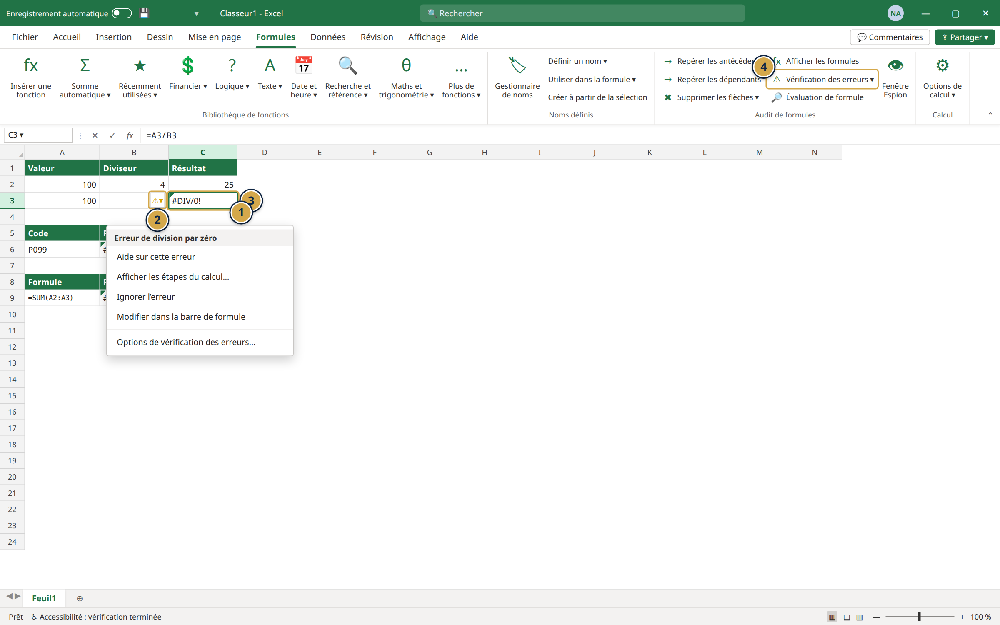 Enregistrement automatique
Classeur1 - Excel
Rechercher
NA
Fichier Accueil Insertion Dessin Mise en page Formules Données Révision Affichage Aide
Commentaires
Partager ▾
Insérer une fonction
Somme automatique ▾
Récemment utilisées ▾
Financier ▾
Logique ▾
Texte ▾
Date et heure ▾
Recherche et référence ▾
Maths et trigonométrie ▾
Plus de fonctions ▾
Bibliothèque de fonctions
Gestionnaire de noms
Définir un nom ▾
Utiliser dans la formule ▾
Créer à partir de la sélection
Noms définis
Repérer les
Repérer les dépendants
Supprimer les flèches ▾
Afficher les formules
Vérification des erreurs ▾
Évaluation de formule
4
Fenêtre Espion
Audit de formules
Options de calcul ▾
Calcul
C3 ▾
fx
=A3/B3
A B C D E F G H I J K L M N
1 Valeur Diviseur Résultat
2 100 4 25
3 100 #DIV/0!
3
1
2
4
5 Code
6 P099
7
8 Formule
9 =SUM(A2:A3)
Erreur de division par zéro
Aide sur cette erreur
Afficher les étapes du calcul...
Ignorer l’erreur
Modifier dans la barre de formule
Options de vérification des erreurs...
10
11
12
13
14
15
16
17
18
19
20
21
22
23
24
Feuil1
Prêt
Accessibilité : vérification terminée
100 %